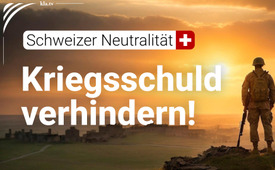 kla.tv
Schweizer Neutralität
Kriegsschuld
verhindern!